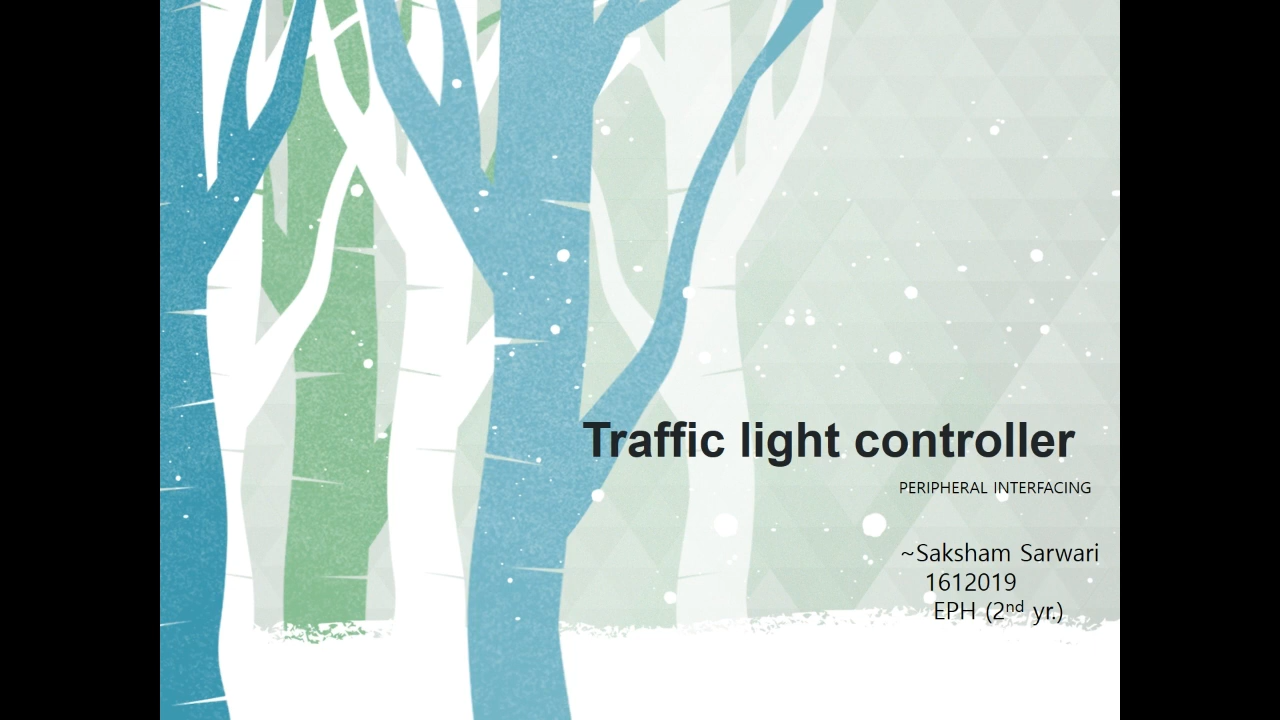 Traffic light controller
PERIPHERAL INTERFACING
~Saksham Sarwari
1612019
EPH (2nd yr.)